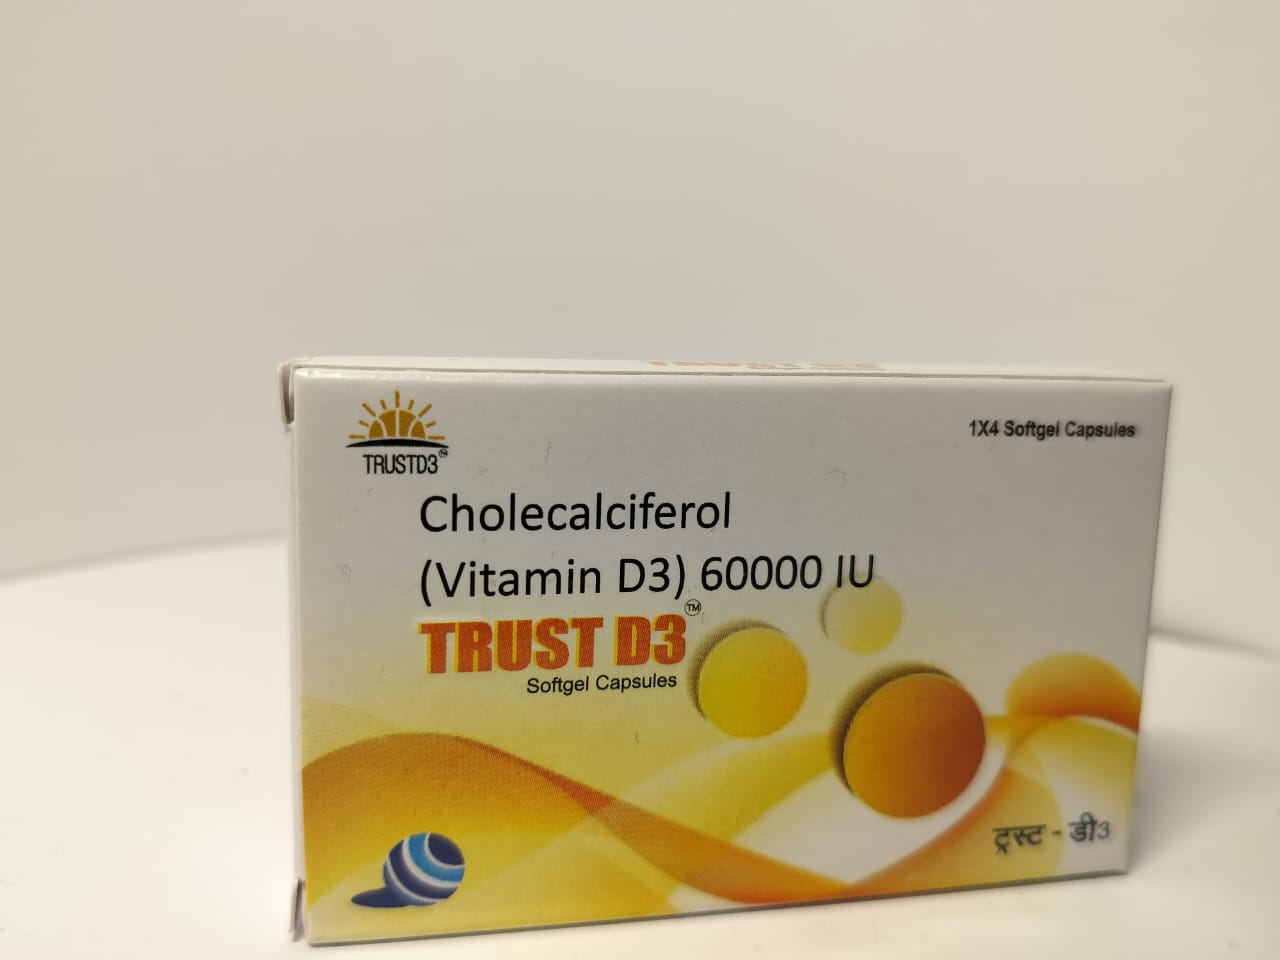 TRUSTD3™
1X4 Softgel Capsules
Cholecalciferol
(Vitamin D3) 60000 IU
TRUST D3™
Softgel Capsules
ट्रस्ट - डी3